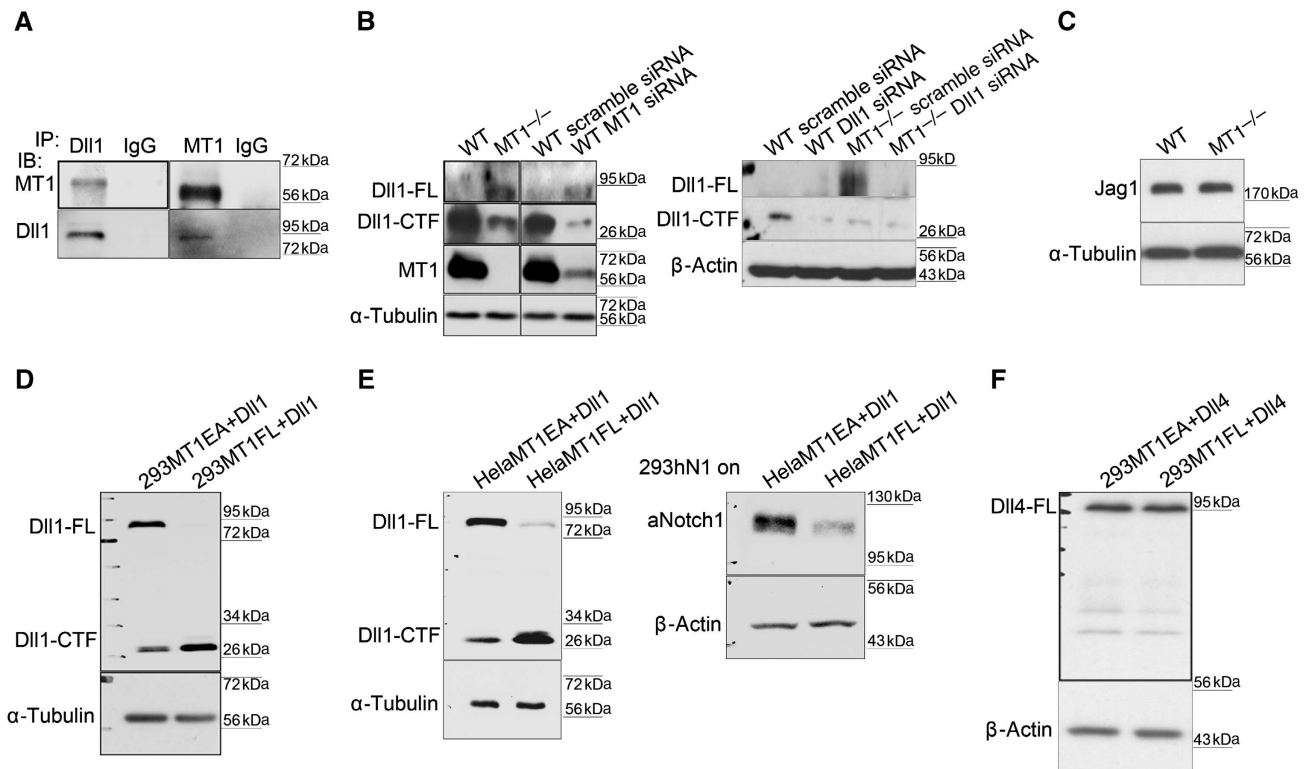 A
IP: Dll1 IgG MT1 IgG
IB:
MT1
Dll1
72 kDa
56 kDa
95 kDa
72 kDa
B
WT
MT1–/–
WT scramble siRNA
WT MT1 siRNA
Dll1-FL
95 kDa
Dll1-CTF
26 kDa
MT1
72 kDa
56 kDa
α-Tubulin
72 kDa
56 kDa
WT scramble siRNA
WT Dll1 siRNA
MT1–/– scramble siRNA
MT1–/– Dll1 siRNA
95kD
Dll1-FL
Dll1-CTF
26 kDa
β-Actin
56 kDa
43 kDa
C
WT
MT1–/–
Jag1
170 kDa
α-Tubulin
72 kDa
56 kDa
D
293MT1EA+Dll1
293MT1FL+Dll1
Dll1-FL
95 kDa
72 kDa
34 kDa
Dll1-CTF
26 kDa
α-Tubulin
72 kDa
56 kDa
E
HelaMT1EA+Dll1
HelaMT1FL+Dll1
Dll1-FL
95 kDa
72 kDa
34 kDa
Dll1-CTF
26 kDa
α-Tubulin
72 kDa
56 kDa
293hN1 on
HelaMT1EA+Dll1
HelaMT1FL+Dll1
130 kDa
aNotch1
95 kDa
56 kDa
β-Actin
43 kDa
F
293MT1EA+Dll4
293MT1FL+Dll4
Dll4-FL
95 kDa
56 kDa
β-Actin
43 kDa